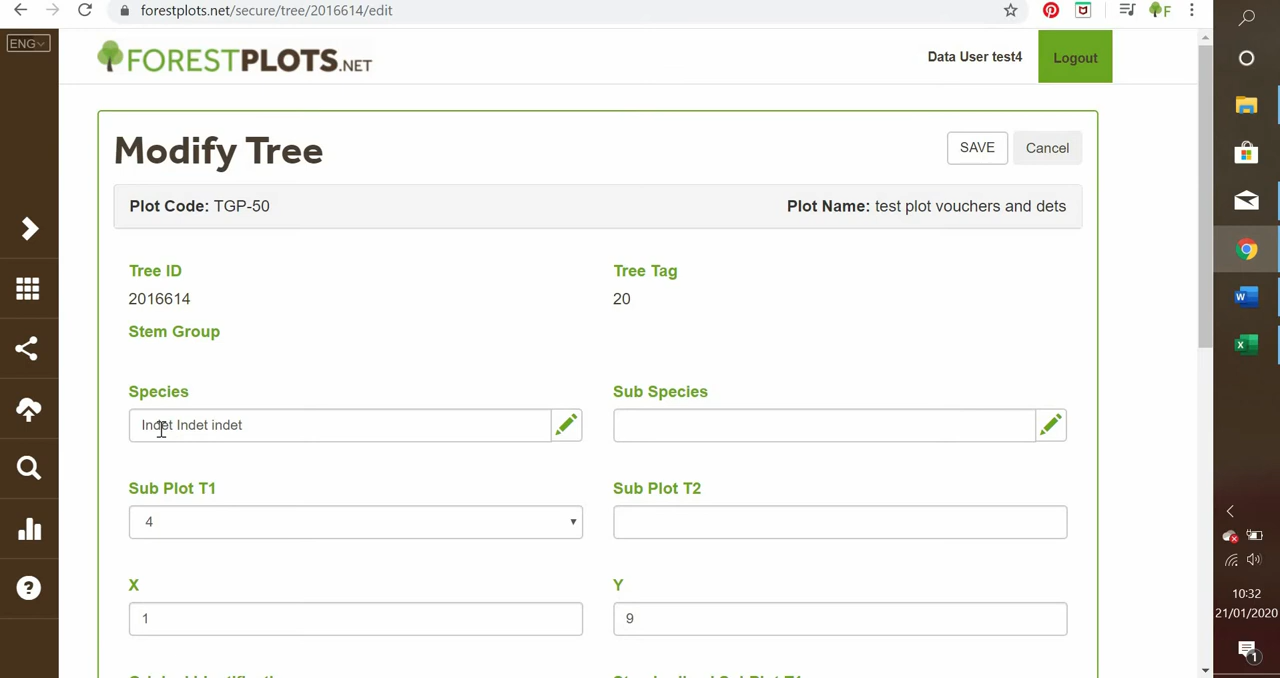 forestplots.net/secure/tree/2016614/edit
F
ENG
FORESTPLOTS.NET
Data User test4
Logout
Modify Tree
SAVE
Cancel
Plot Code: TGP-50
Plot Name: test plot vouchers and dets
Tree ID
Tree Tag
2016614
20
Stem Group
Species
Sub Species
Indet Indet indet
Sub Plot T1
Sub Plot T2
4
X
Y
1
9
10:32
21/01/2020
1